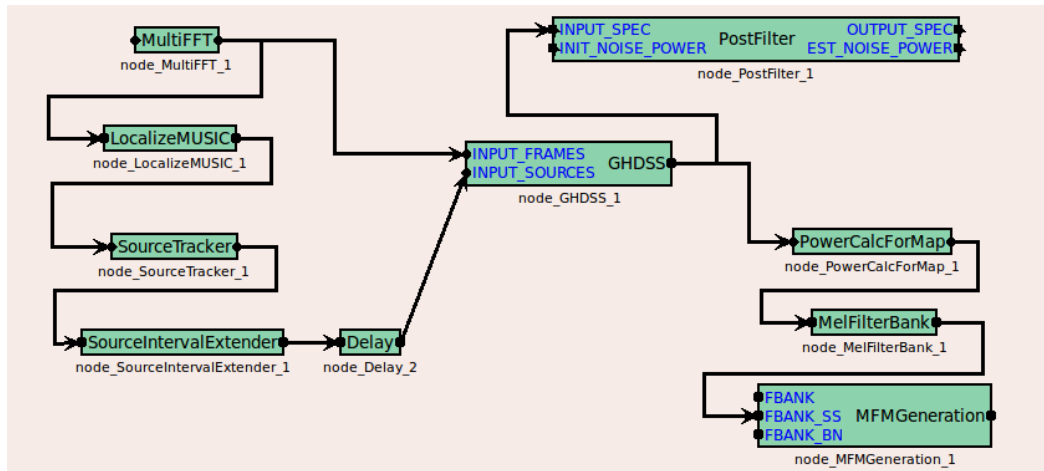 MultiFFT
node_MultiFFT_1
LocalizeMUSIC
node_LocalizeMUSIC_1
SourceTracker
node_SourceTracker_1
SourceIntervalExtender
node_SourceIntervalExtender_1
Delay
node_Delay_2
INPUT_FRAMES
INPUT_SOURCES
GHDSS
node_GHDSS_1
INPUT_SPEC
INIT_NOISE_POWER
PostFilter
OUTPUT_SPEC
EST_NOISE_POWER
node_PostFilter_1
PowerCalcForMap
node_PowerCalcForMap_1
MelFilterBank
node_MelFilterBank_1
FBANK
FBANK_SS
FBANK_BN
MFMGeneration
node_MFMGeneration_1